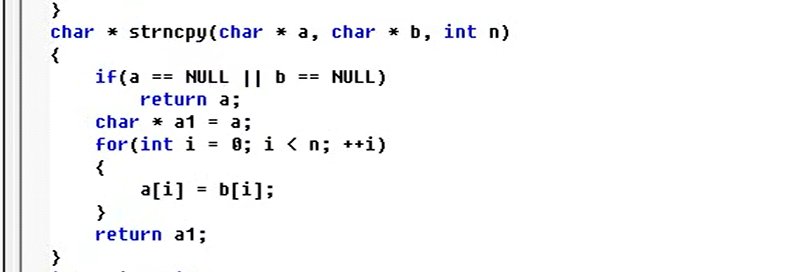 }
char * strncpy(char * a, char * b, int n)
{
if(a == NULL || b == NULL)
return a;
char * a1 = a;
for(int i = 0; i < n; ++i)
{
a[i] = b[i];
}
return a1;
}